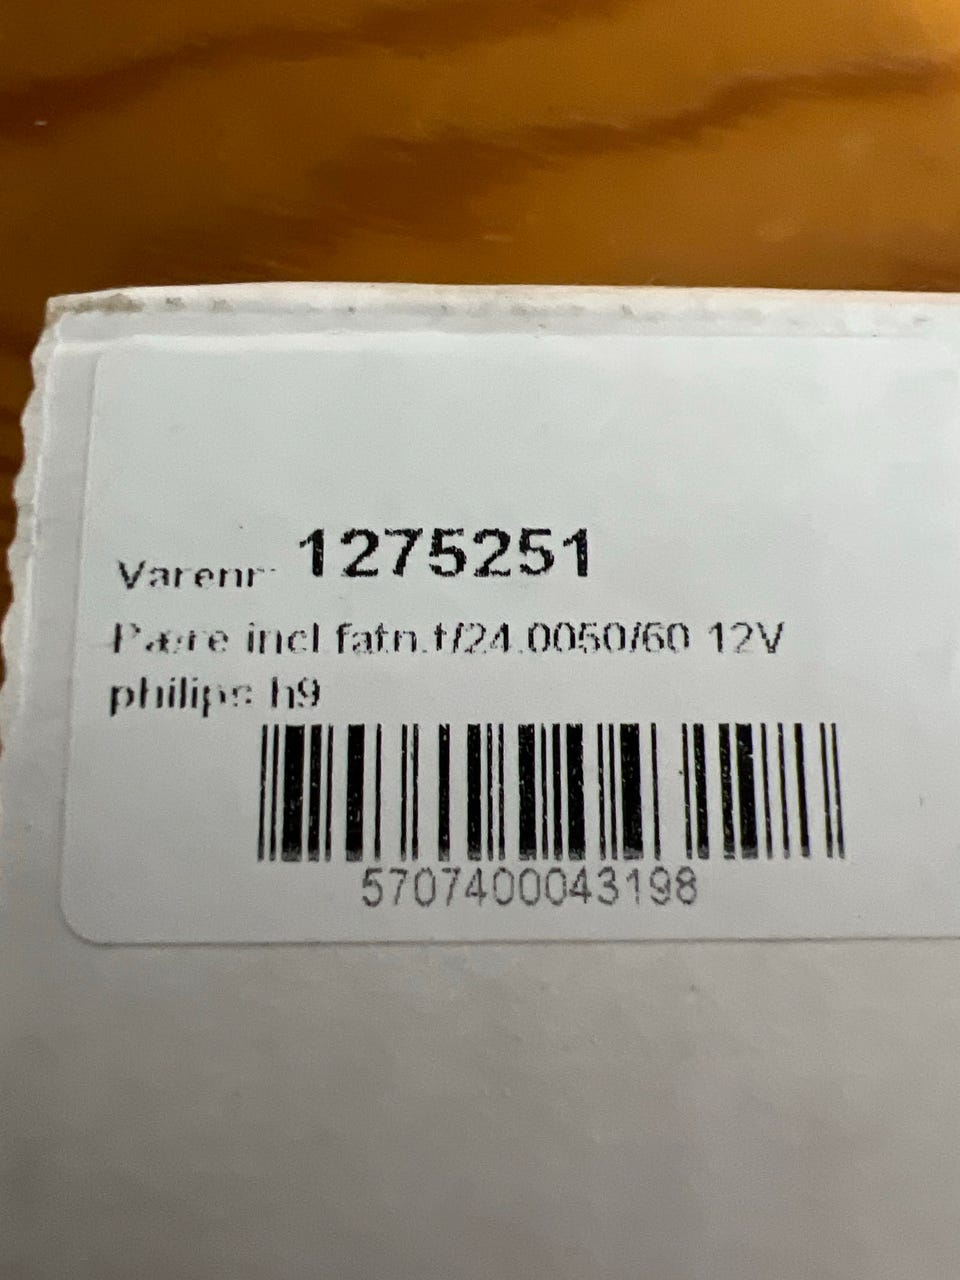 Varenr: 1275251
Pære incl fatn.f/24.0050/60 12V
philips h9
5707400043198